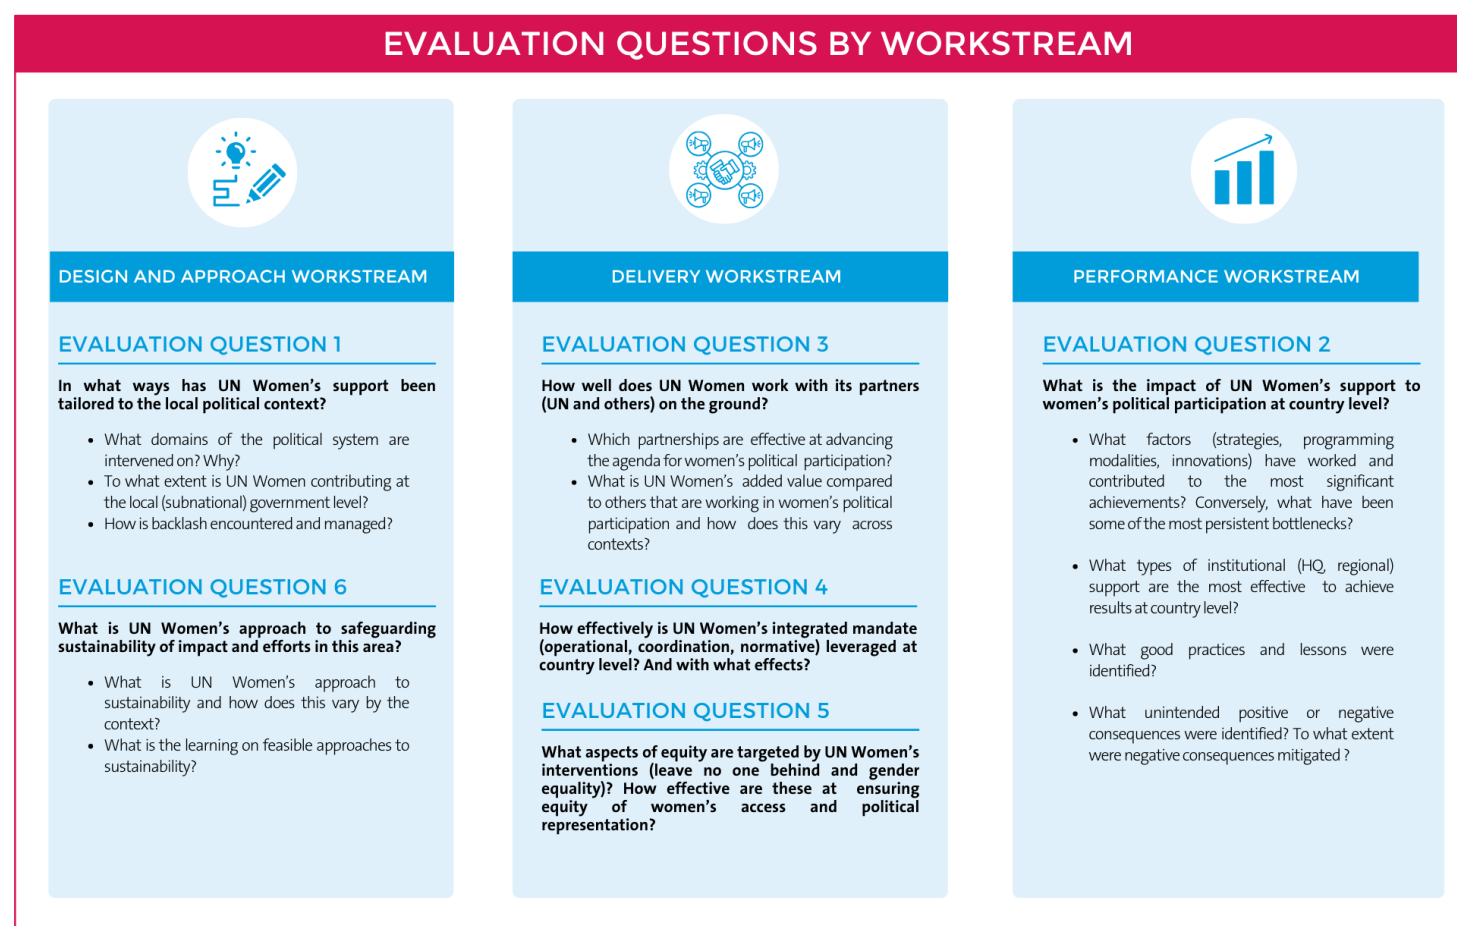 EVALUATION QUESTIONS BY WORKSTREAM
DESIGN AND APPROACH WORKSTREAM
EVALUATION QUESTION 1
In what ways has UN Women's support been
tailored to the local political context?
• What domains of the political system are
intervened on? Why?
• To what extent is UN Women contributing at
the local (subnational) government level?
• How is backlash encountered and managed?
EVALUATION QUESTION 6
What is UN Women's approach to safeguarding
sustainability of impact and efforts in this area?
• What is UN Women's approach to
sustainability and how does this vary by the
context?
• What is the learning on feasible approaches to
sustainability?
DELIVERY WORKSTREAM
EVALUATION QUESTION 3
How well does UN Women work with its partners
(UN and others) on the ground?
• Which partnerships are effective at advancing
the agenda for women's political participation?
• What is UN Women's added value compared
to others that are working in women's political
participation and how does this vary across
contexts?
EVALUATION QUESTION 4
How effectively is UN Women's integrated mandate
(operational, coordination, normative) leveraged at
country level? And with what effects?
EVALUATION QUESTION 5
What aspects of equity are targeted by UN Women's
interventions (leave no one behind and gender
equality)? How effective are these at ensuring
equity of women's access and political
representation?
PERFORMANCE WORKSTREAM
EVALUATION QUESTION 2
What is the impact of UN Women's support to
women's political participation at country level?
• What factors (strategies, programming
modalities, innovations) have worked and
contributed to the most significant
achievements? Conversely, what have been
some of the most persistent bottlenecks?
• What types of institutional (HQ, regional)
support are the most effective to achieve
results at country level?
• What good practices and lessons were
identified?
• What unintended positive or negative
consequences were identified? To what extent
were negative consequences mitigated ?